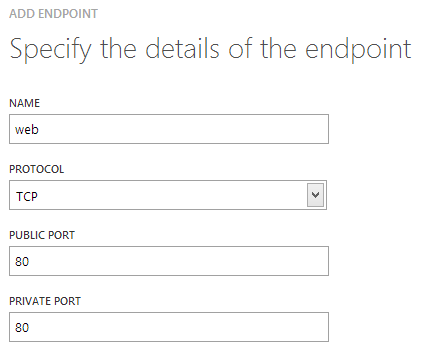 ADD ENDPOINT
Specify the details of the endpoint
NAME
web
PROTOCOL
TCP
PUBLIC PORT
80
PRIVATE PORT
80